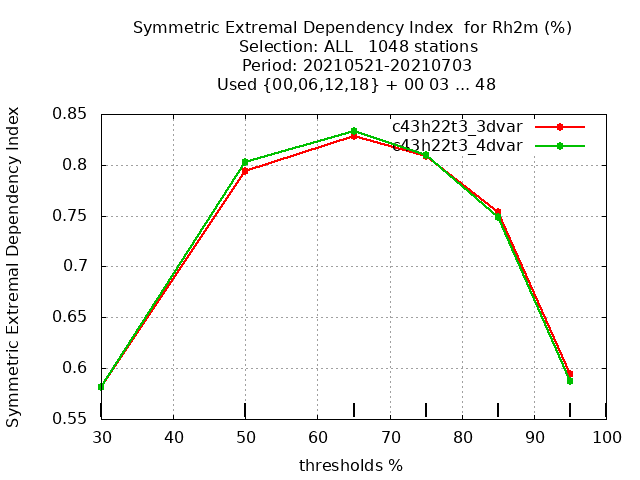 Symmetric Extremal Dependency Index  for Rh2m (%)
Selection: ALL   1048 stations
Period: 20210521-20210703
Used {00,06,12,18} + 00 03 ... 48
Symmetric Extremal Dependency Index
0.85
0.8
0.75
0.7
0.65
0.6
0.55
c43h22t3_3dvar
c43h22t3_4dvar
30 40 50 60 70 80 90 100
thresholds %